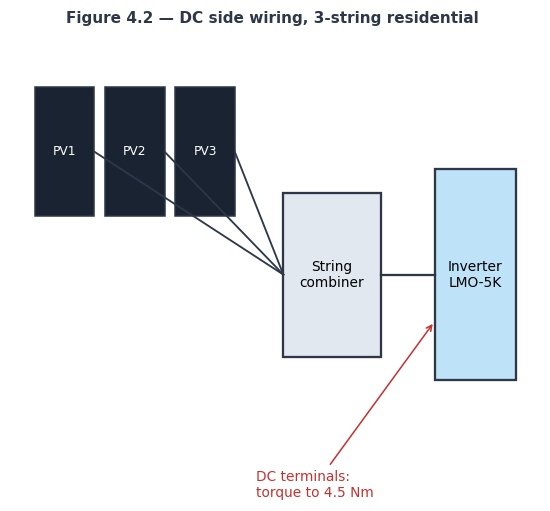 Figure 4.2 — DC side wiring, 3-string residential
PV1
PV2
PV3
String
combiner
Inverter
LMO-5K
DC terminals:
torque to 4.5 Nm